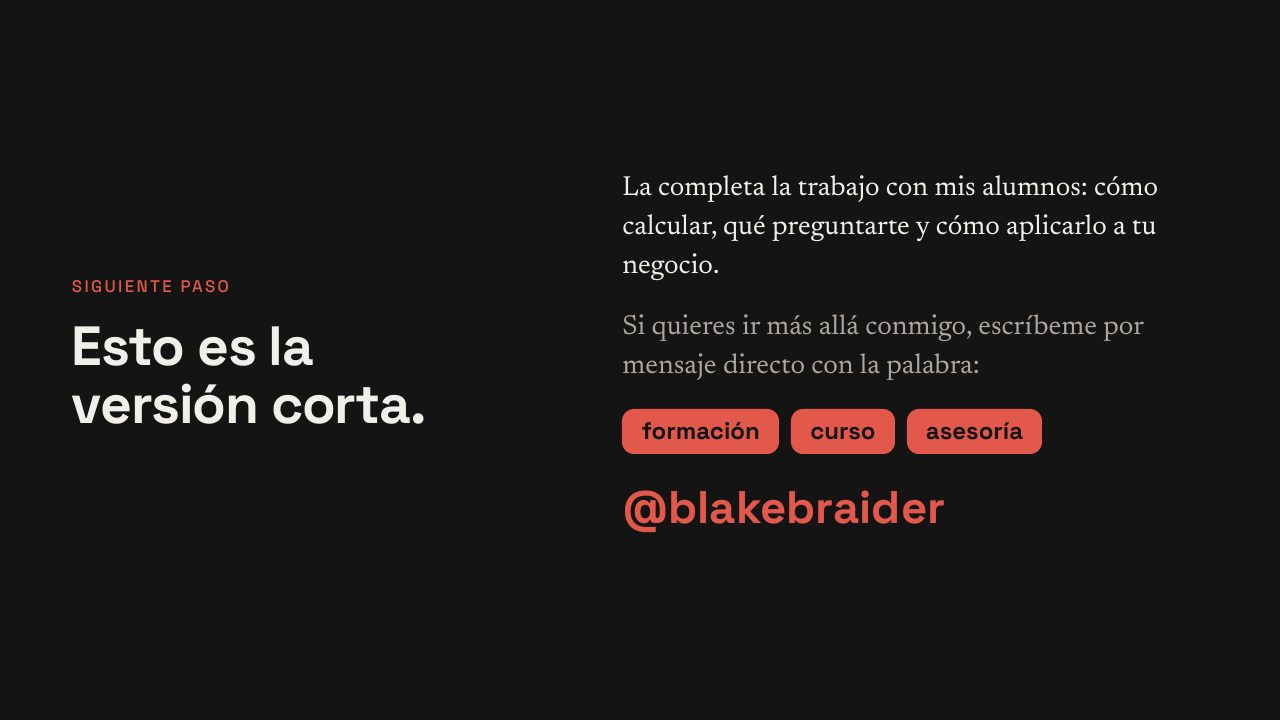 SIGUIENTE PASO
Esto es la
versión corta.
La completa la trabajo con mis alumnos: cómo
calcular, qué preguntarte y cómo aplicarlo a tu
negocio.
Si quieres ir más allá conmigo, escríbeme por
mensaje directo con la palabra:
formación curso asesoría
@blakebraider